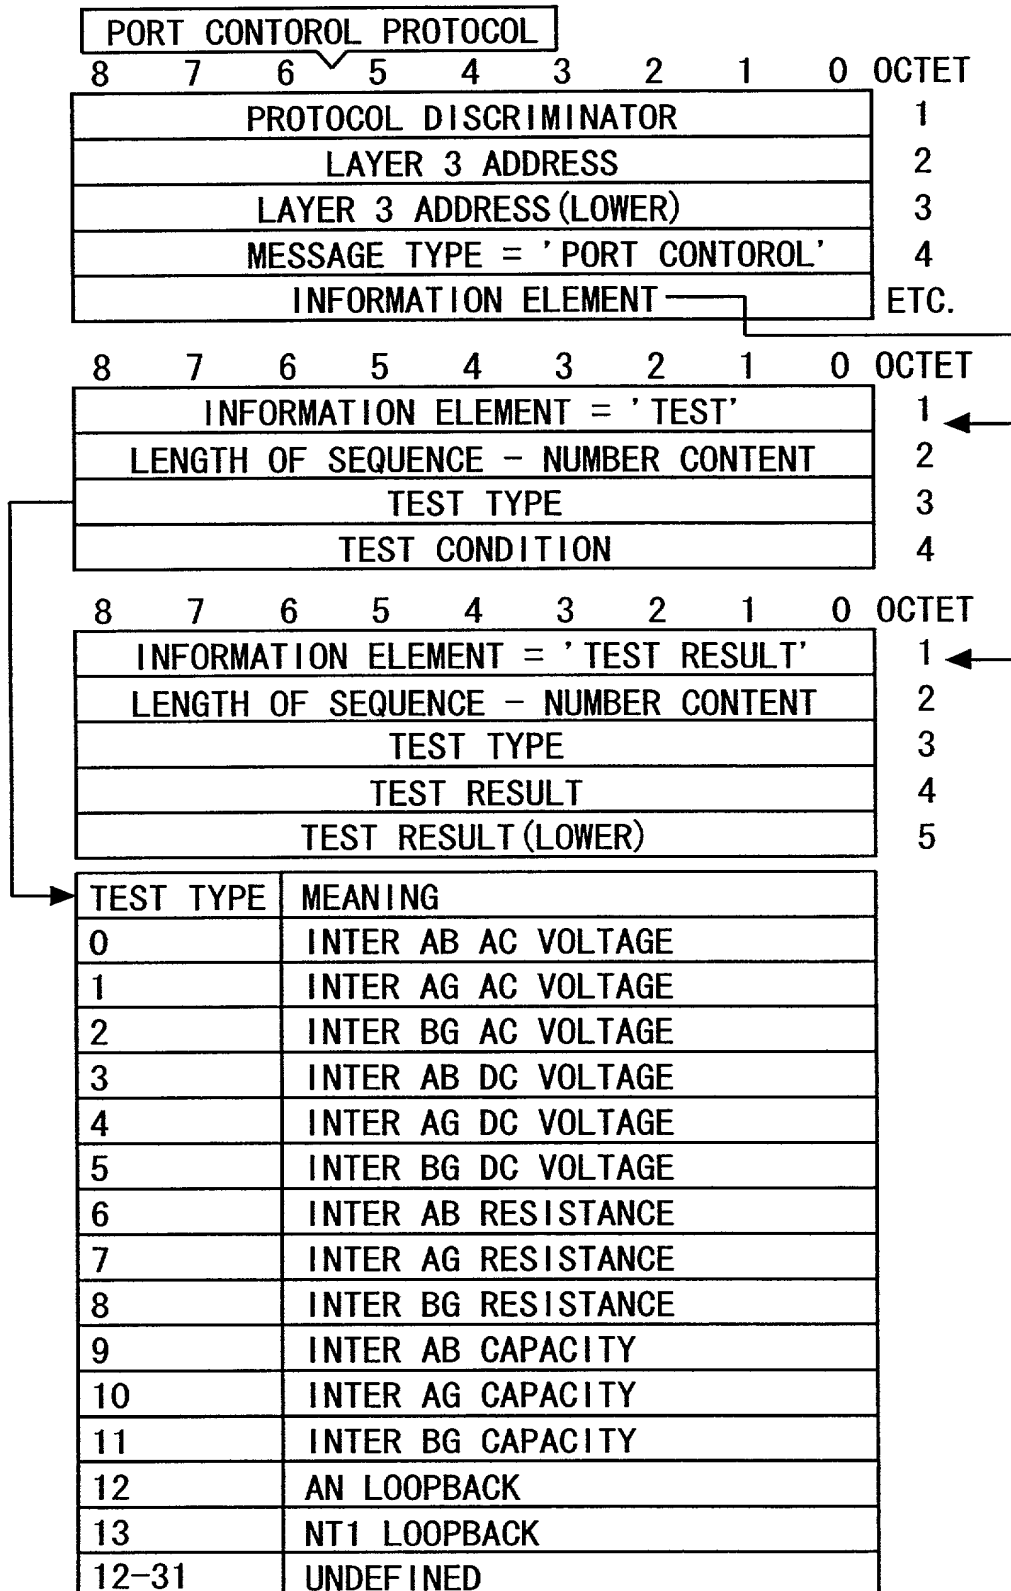 PORT CONTOROL PROTOCOL
8 7 6 5 4 3 2 1 0 OCTET
PROTOCOL DISCRIMINATOR 1
LAYER 3 ADDRESS 2
LAYER 3 ADDRESS(LOWER) 3
MESSAGE TYPE = 'PORT CONTOROL' 4
INFORMATION ELEMENT ETC.
8 7 6 5 4 3 2 1 0 OCTET
INFORMATION ELEMENT = 'TEST' 1
LENGTH OF SEQUENCE - NUMBER CONTENT 2
TEST TYPE 3
TEST CONDITION 4
8 7 6 5 4 3 2 1 0 OCTET
INFORMATION ELEMENT = 'TEST RESULT' 1
LENGTH OF SEQUENCE - NUMBER CONTENT 2
TEST TYPE 3
TEST RESULT 4
TEST RESULT(LOWER) 5
TEST TYPE MEANING
0 INTER AB AC VOLTAGE
1 INTER AG AC VOLTAGE
2 INTER BG AC VOLTAGE
3 INTER AB DC VOLTAGE
4 INTER AG DC VOLTAGE
5 INTER BG DC VOLTAGE
6 INTER AB RESISTANCE
7 INTER AG RESISTANCE
8 INTER BG RESISTANCE
9 INTER AB CAPACITY
10 INTER AG CAPACITY
11 INTER BG CAPACITY
12 AN LOOPBACK
13 NT1 LOOPBACK
12-31 UNDEFINED